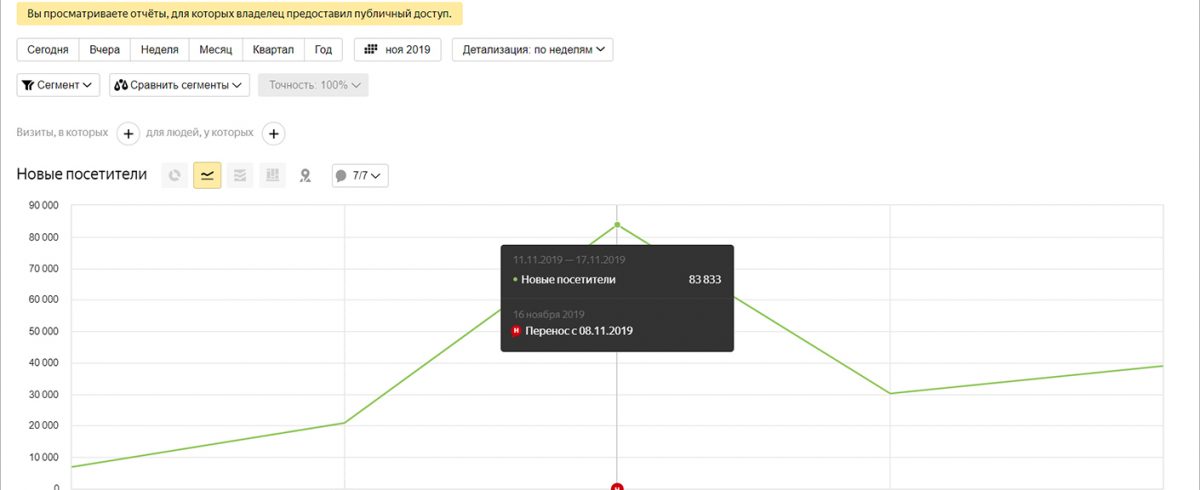 Вы просматриваете отчёты, для которых владелец предоставил публичный доступ.
Сегодня Вчера Неделя Месяц Квартал Год ноя 2019 Детализация: по неделям
Сегмент Сравнить сегменты Точность: 100%
Визиты, в которых + для людей, у которых +
Новые посетители 7/7
90 000
80 000
70 000
60 000
50 000
40 000
30 000
20 000
10 000
0
11.11.2019 — 17.11.2019
Новые посетители 83 833
16 ноября 2019
Н Перенос с 08.11.2019
Н